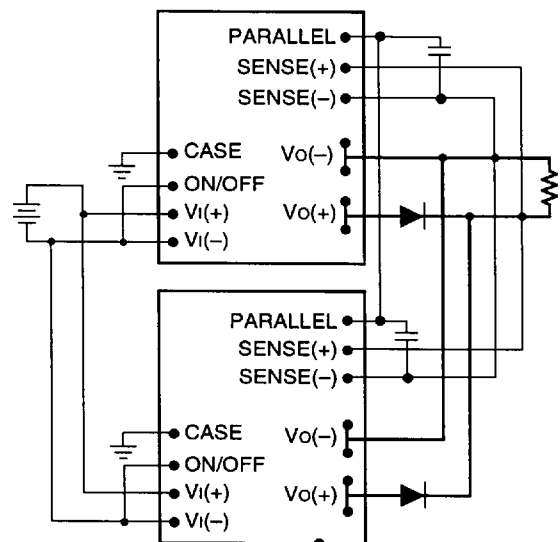 PARALLEL
SENSE(+)
SENSE(–)
CASE
VO(–)
ON/OFF
VI(+)
VO(+)
VI(–)
PARALLEL
SENSE(+)
SENSE(–)
CASE
VO(–)
ON/OFF
VI(+)
VO(+)
VI(–)